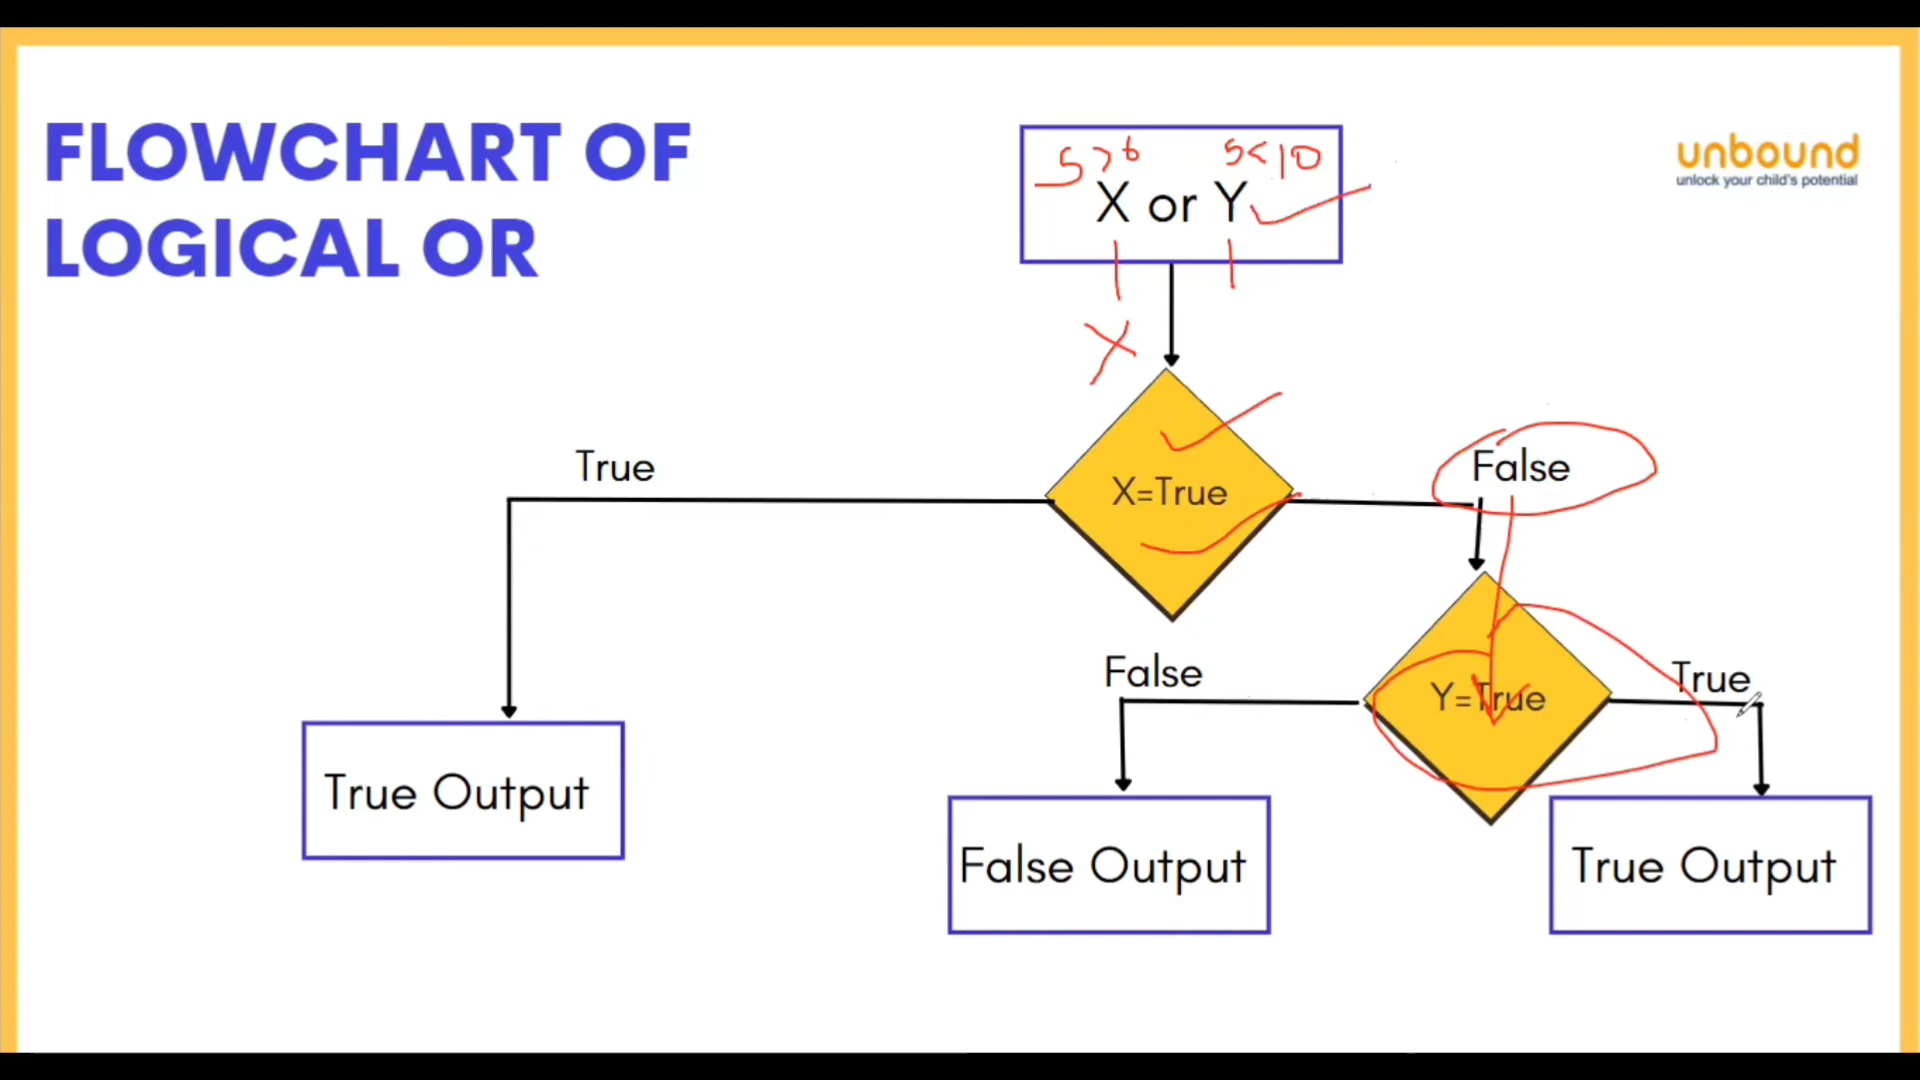 FLOWCHART OF
LOGICAL OR
unbound
unlock your child's potential
5>6 5<10
X or Y
X=True
True
False
Y=True
False
True
True Output
False Output
True Output